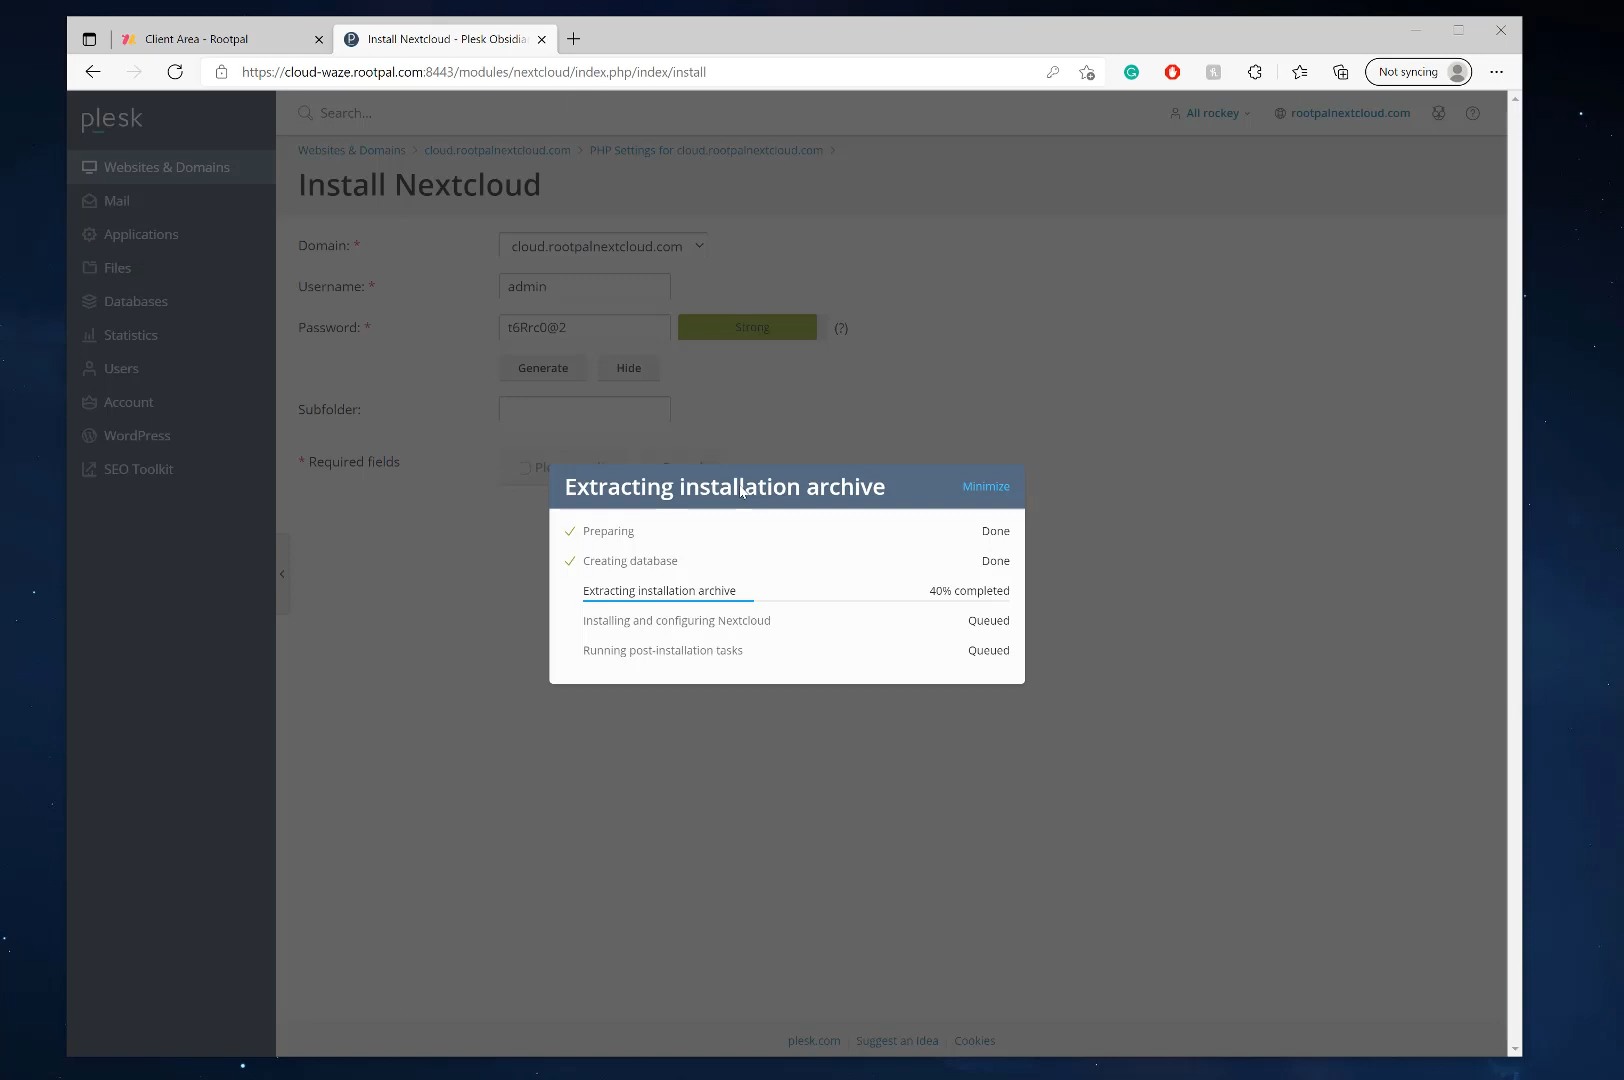 Client Area - Rootpal
Install Nextcloud - Plesk Obsidia
https://cloud-waze.rootpal.com:8443/modules/nextcloud/index.php/index/install
Not syncing
plesk
Search...
All rockey
rootpalnextcloud.com
Websites & Domains
Mail
Applications
Files
Databases
Statistics
Users
Account
WordPress
SEO Toolkit
Websites & Domains > cloud.rootpalnextcloud.com > PHP Settings for cloud.rootpalnextcloud.com >
Install Nextcloud
Domain: * cloud.rootpalnextcloud.com
Username: * admin
Password: * t6Rrc0@2 Strong (?)
Generate Hide
Subfolder:
* Required fields
Extracting installation archive Minimize
Preparing Done
Creating database Done
Extracting installation archive 40% completed
Installing and configuring Nextcloud Queued
Running post-installation tasks Queued
plesk.com Suggest an Idea Cookies